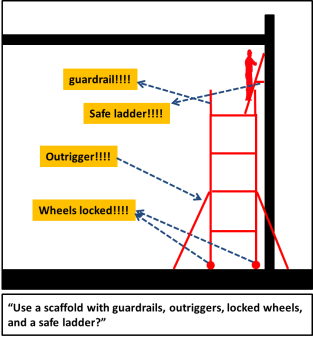 guardrail!!!!
Safe ladder!!!!
Outrigger!!!!
Wheels locked!!!!
“Use a scaffold with guardrails, outriggers, locked wheels,
and a safe ladder?”